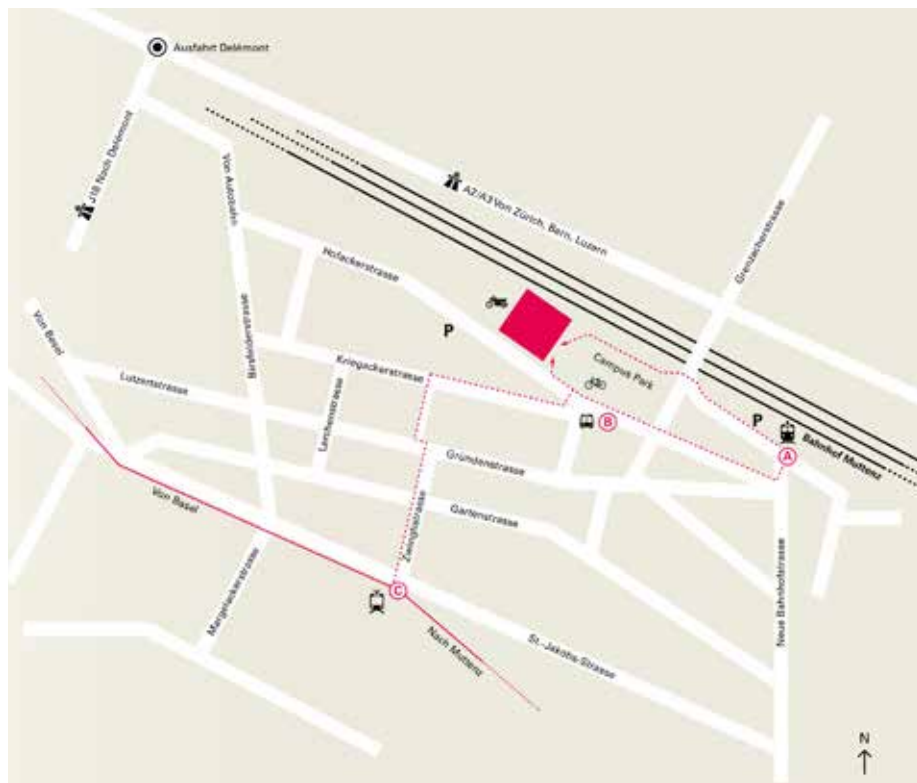 Ausfahrt Delémont
J18 Nach Delémont
Von Autobahn
A2/A3 Von Zürich, Bern, Luzern
Grenzacherstrasse
Hofackerstrasse
P
Von Basel
Birsfelderstrasse
Kriegackerstrasse
Campus Park
Lutzertstrasse
Lerchenstrasse
B
P
Bahnhof Muttenz
A
Gründenstrasse
Von Basel
Gartenstrasse
Zwinglistrasse
Neue Bahnhofstrasse
Margelackerstrasse
C
Nach Muttenz
St.-Jakobs-Strasse
N